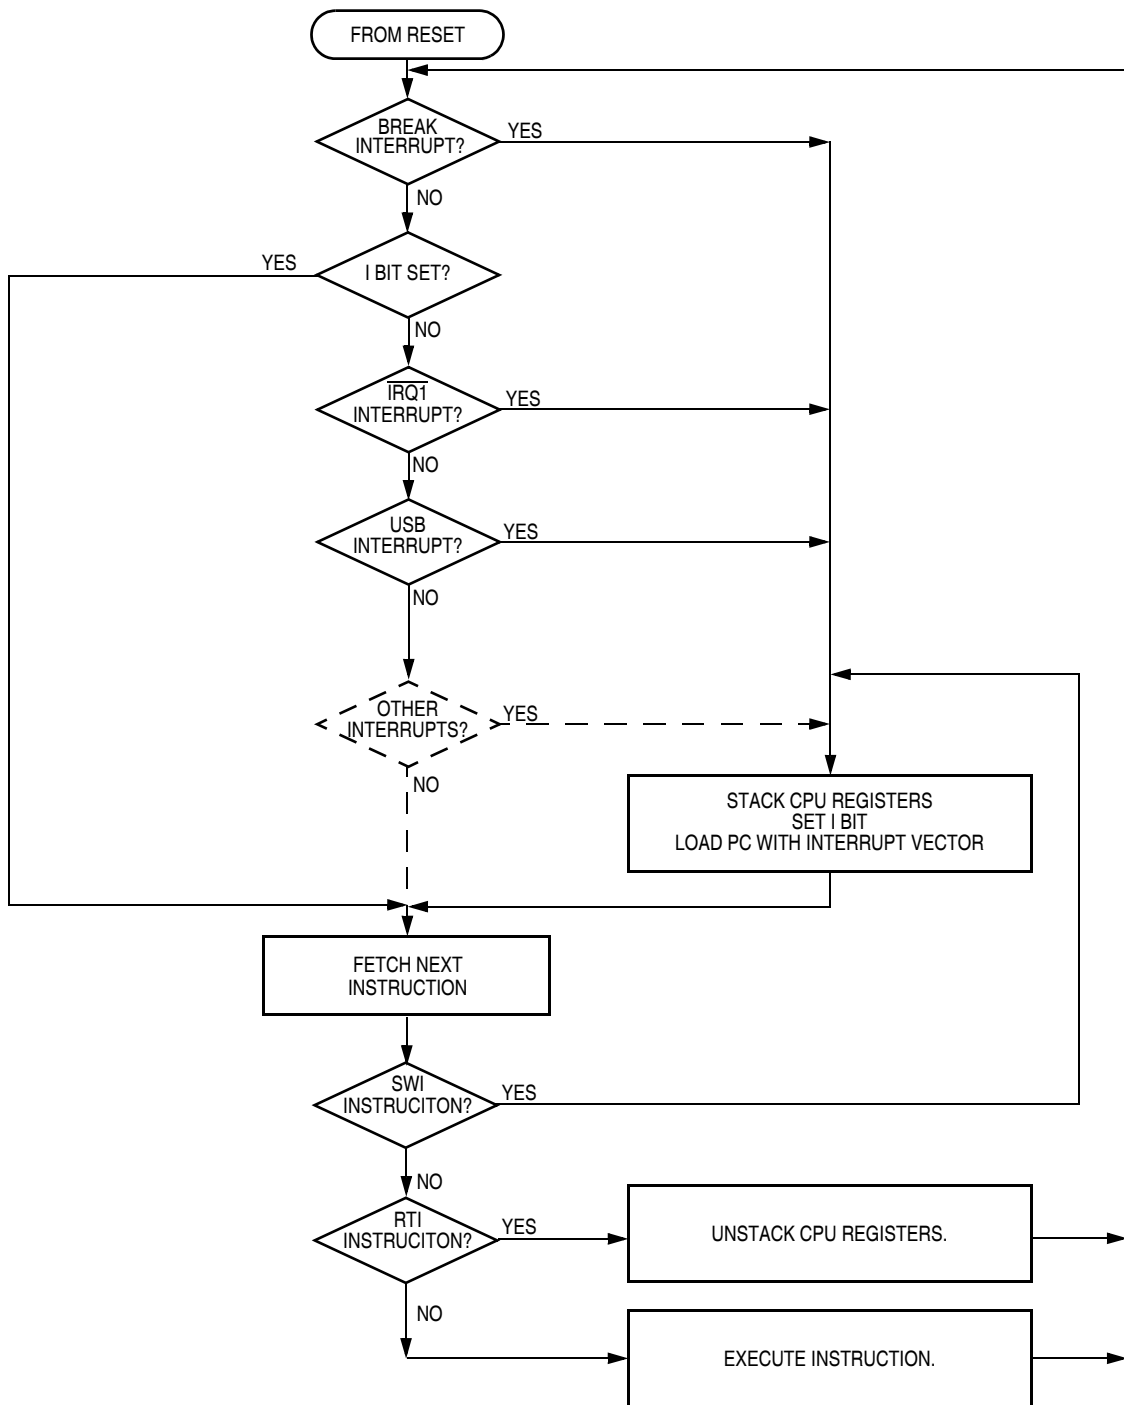 FROM RESET
BREAK
INTERRUPT?
YES
NO
YES
I BIT SET?
NO
IRQ1
INTERRUPT?
YES
NO
USB
INTERRUPT?
YES
NO
OTHER
INTERRUPTS?
YES
NO
STACK CPU REGISTERS
SET I BIT
LOAD PC WITH INTERRUPT VECTOR
FETCH NEXT
INSTRUCTION
SWI
INSTRUCITON?
YES
NO
RTI
INSTRUCITON?
YES
UNSTACK CPU REGISTERS.
NO
EXECUTE INSTRUCTION.